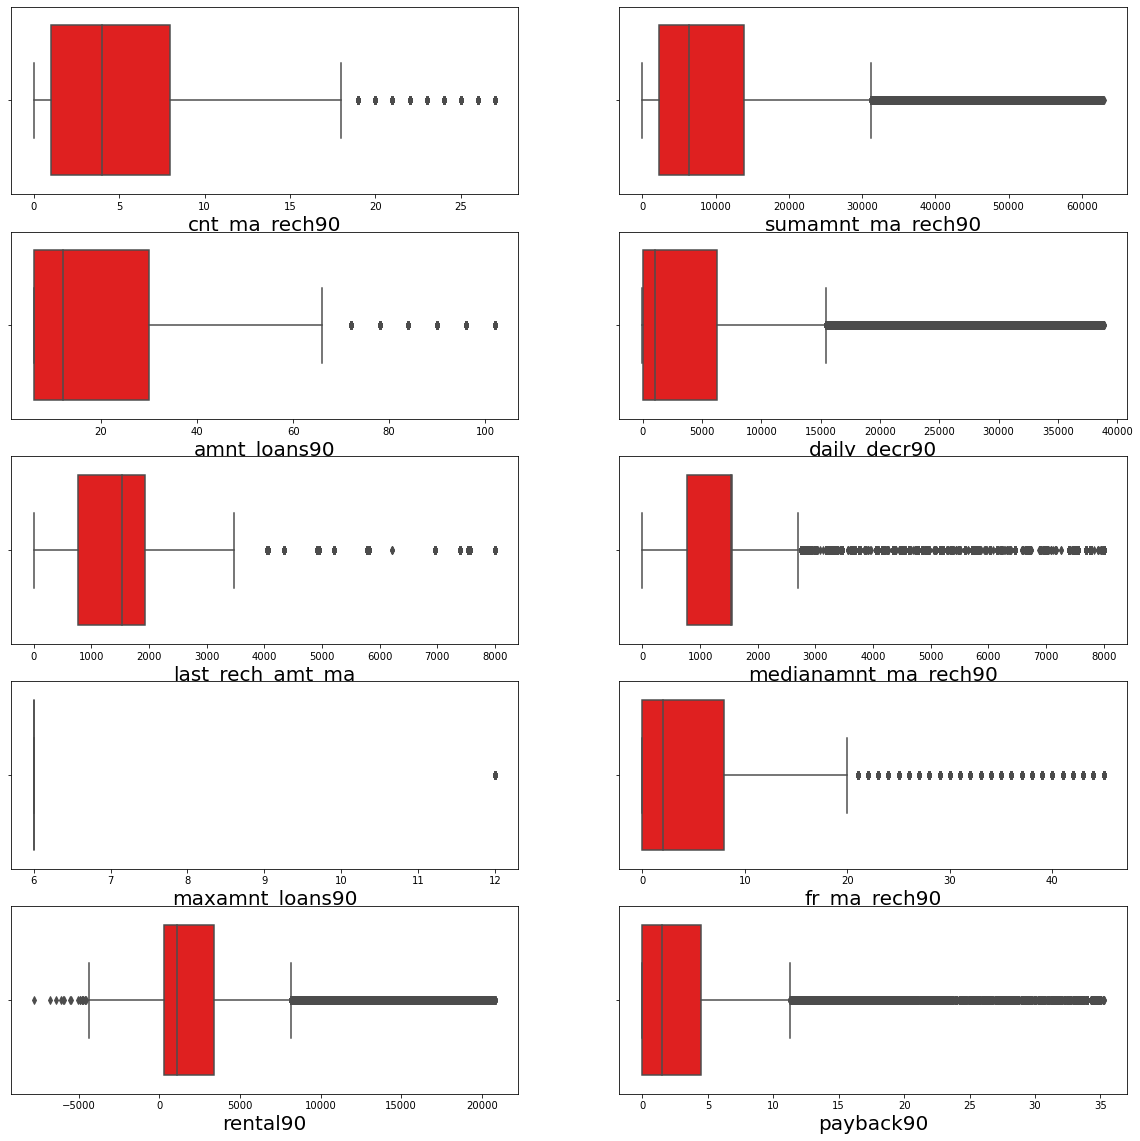 0 5 10 15 20 25
cnt_ma_rech90
0 10000 20000 30000 40000 50000 60000
sumamnt_ma_rech90
20 40 60 80 100
amnt_loans90
0 5000 10000 15000 20000 25000 30000 35000 40000
daily_decr90
0 1000 2000 3000 4000 5000 6000 7000 8000
last_rech_amt_ma
0 1000 2000 3000 4000 5000 6000 7000 8000
medianamnt_ma_rech90
6 7 8 9 10 11 12
maxamnt_loans90
0 10 20 30 40
fr_ma_rech90
−5000 0 5000 10000 15000 20000
rental90
0 5 10 15 20 25 30 35
payback90